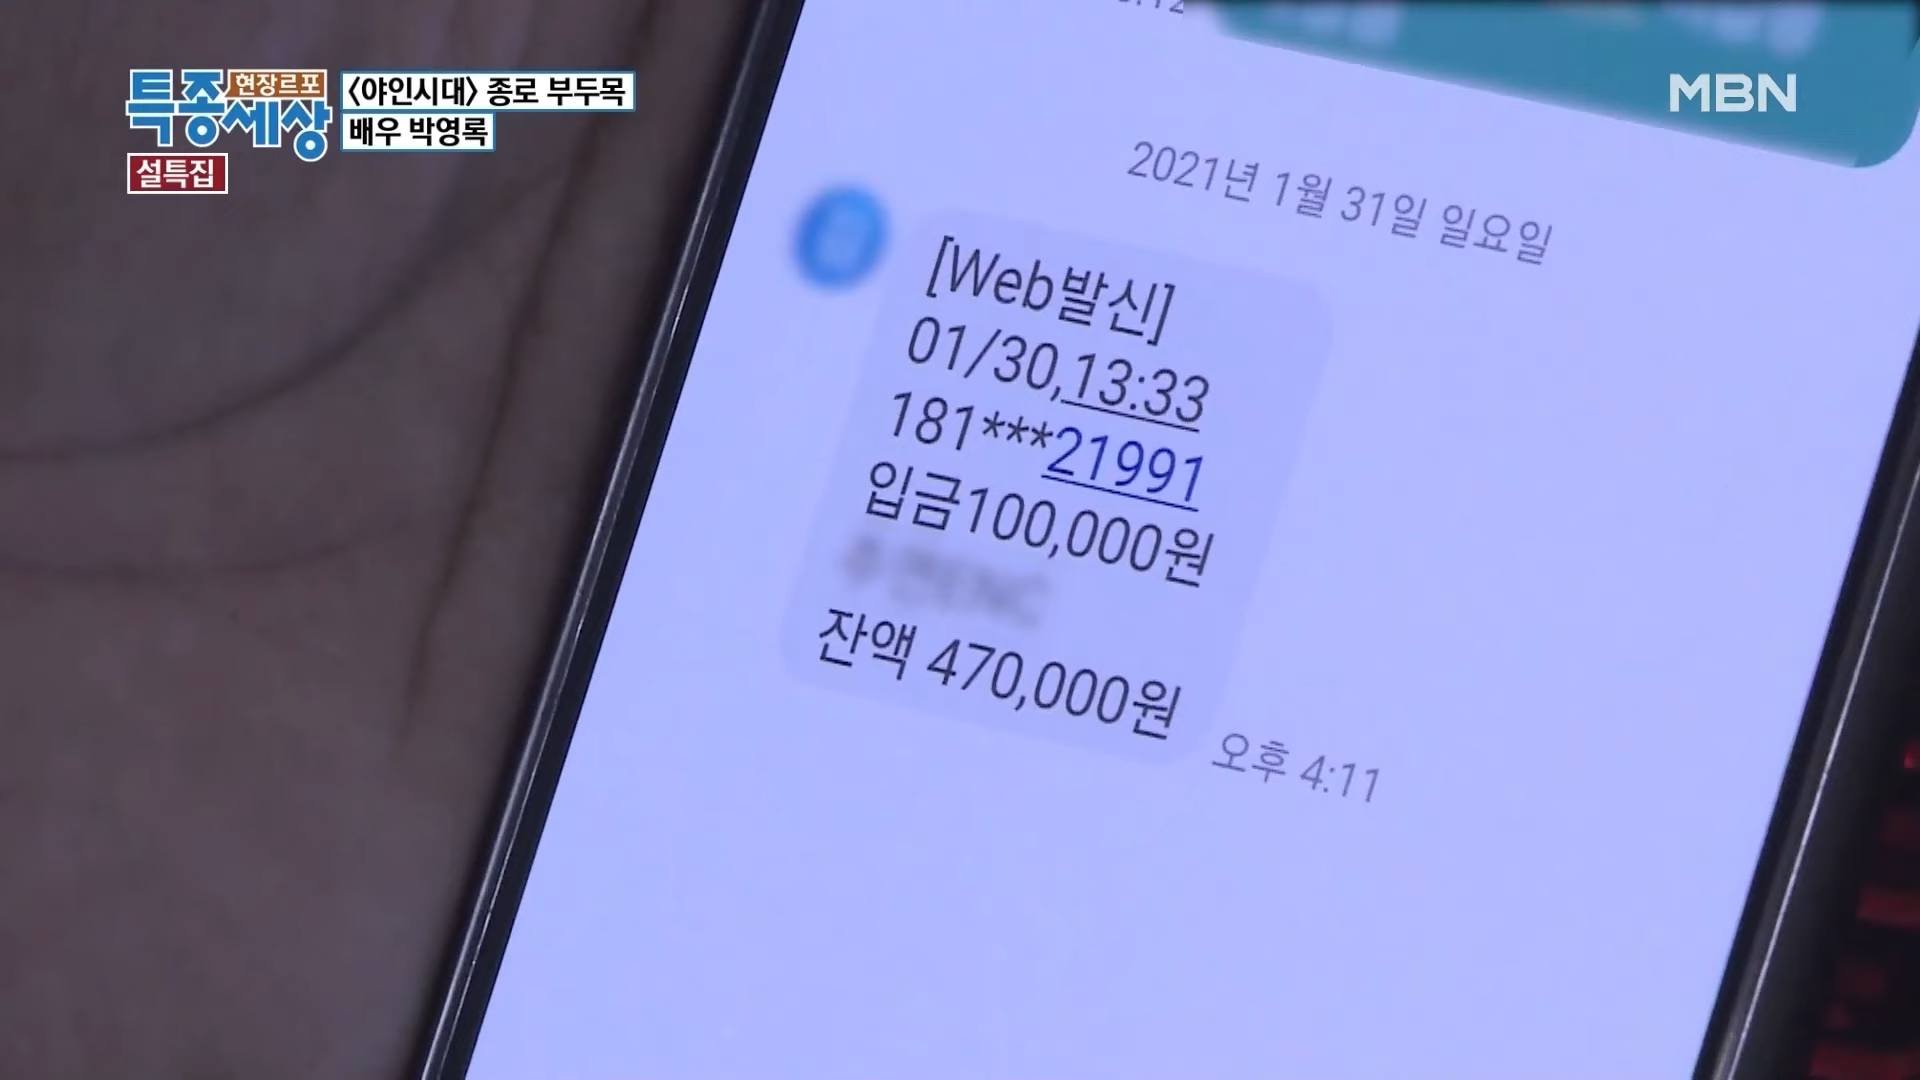 특종세상
현장르포
설특집
〈야인시대〉 종로 부두목
배우 박영록
MBN
2021년 1월 31일 일요일
[Web발신]
01/30,13:33
181***21991
입금100,000원
잔액 470,000원
오후 4:11